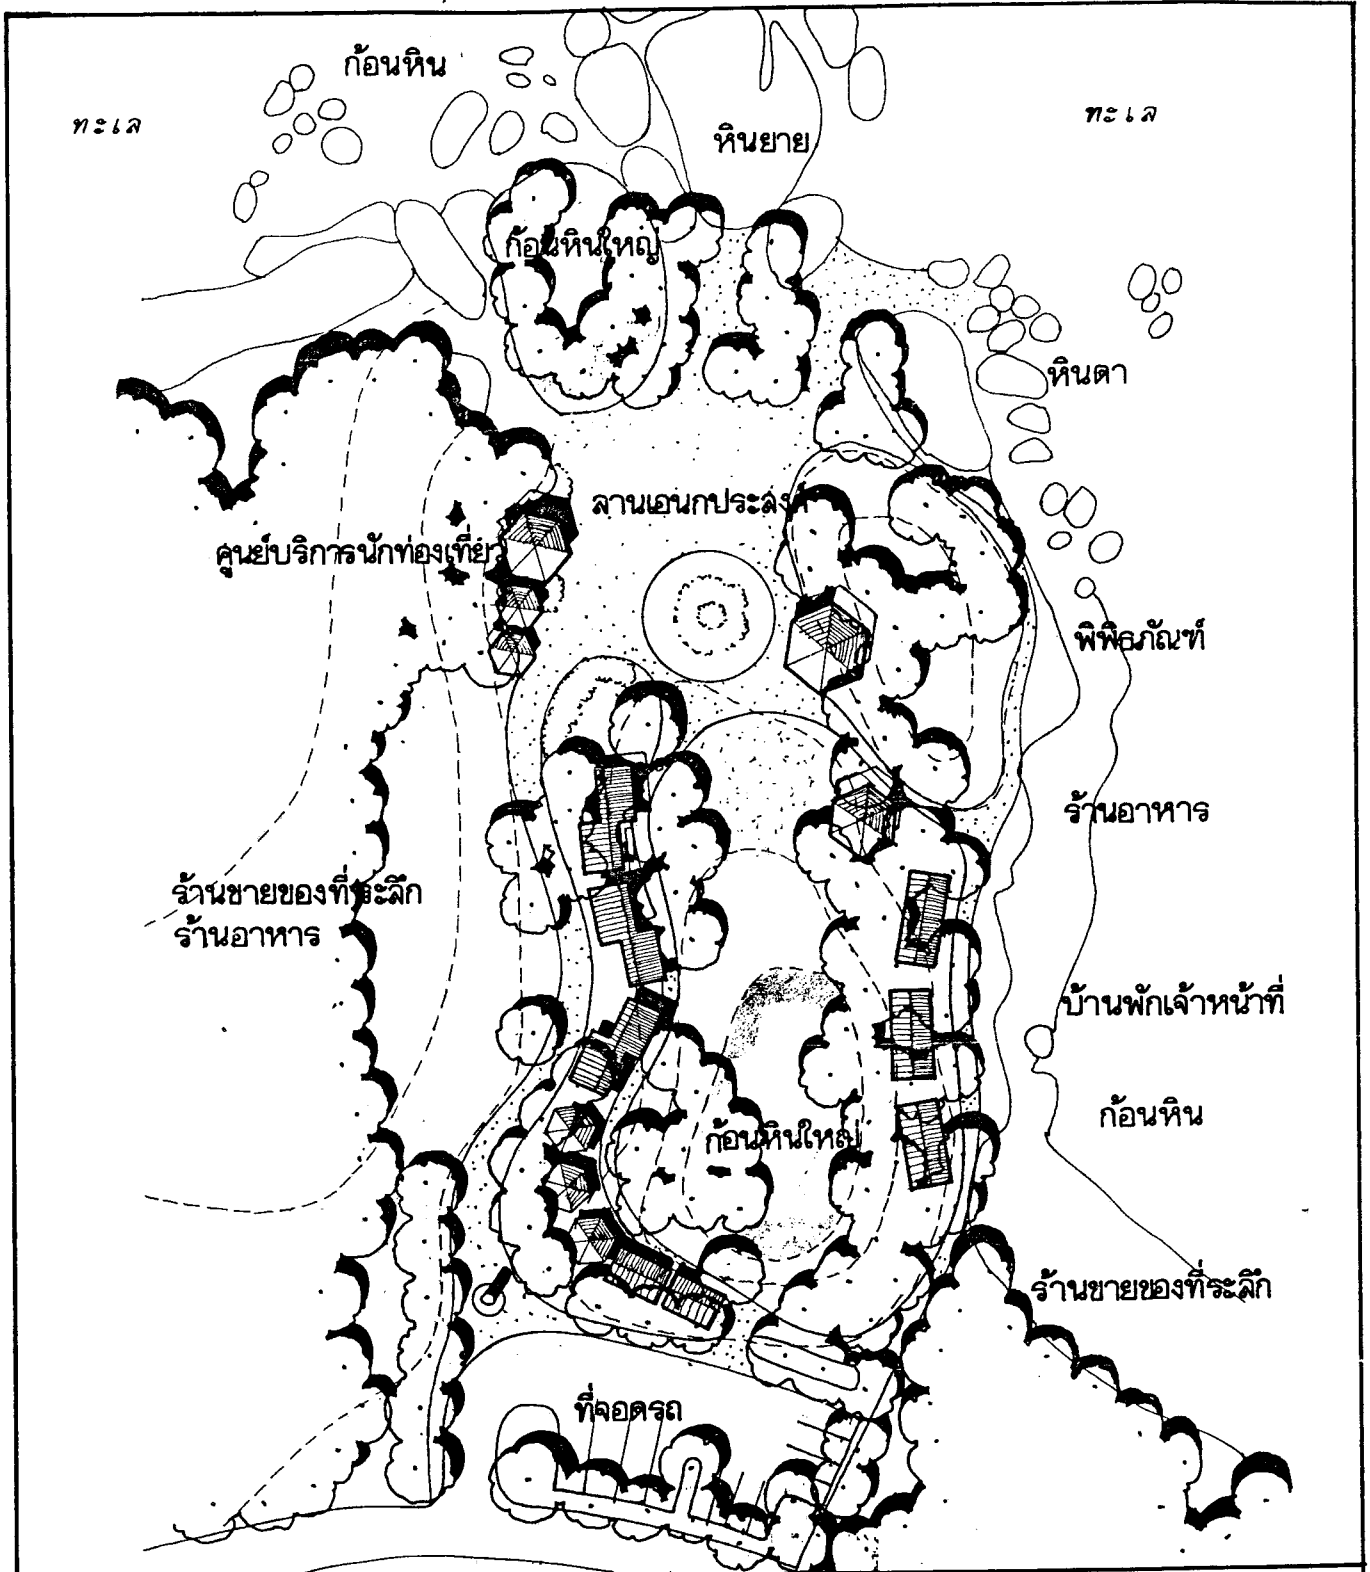 ก้อนหิน
ทะเล
ทะเล
หินยาย
ก้อนหินใหญ่
หินตา
ลานเอนกประสงค์
ศูนย์บริการนักท่องเที่ยว
พิพิธภัณฑ์
ร้านอาหาร
ร้านขายของที่ระลึก
ร้านอาหาร
บ้านพักเจ้าหน้าที่
ก้อนหิน
ก้อนหินใหญ่
ร้านขายของที่ระลึก
ที่จอดรถ